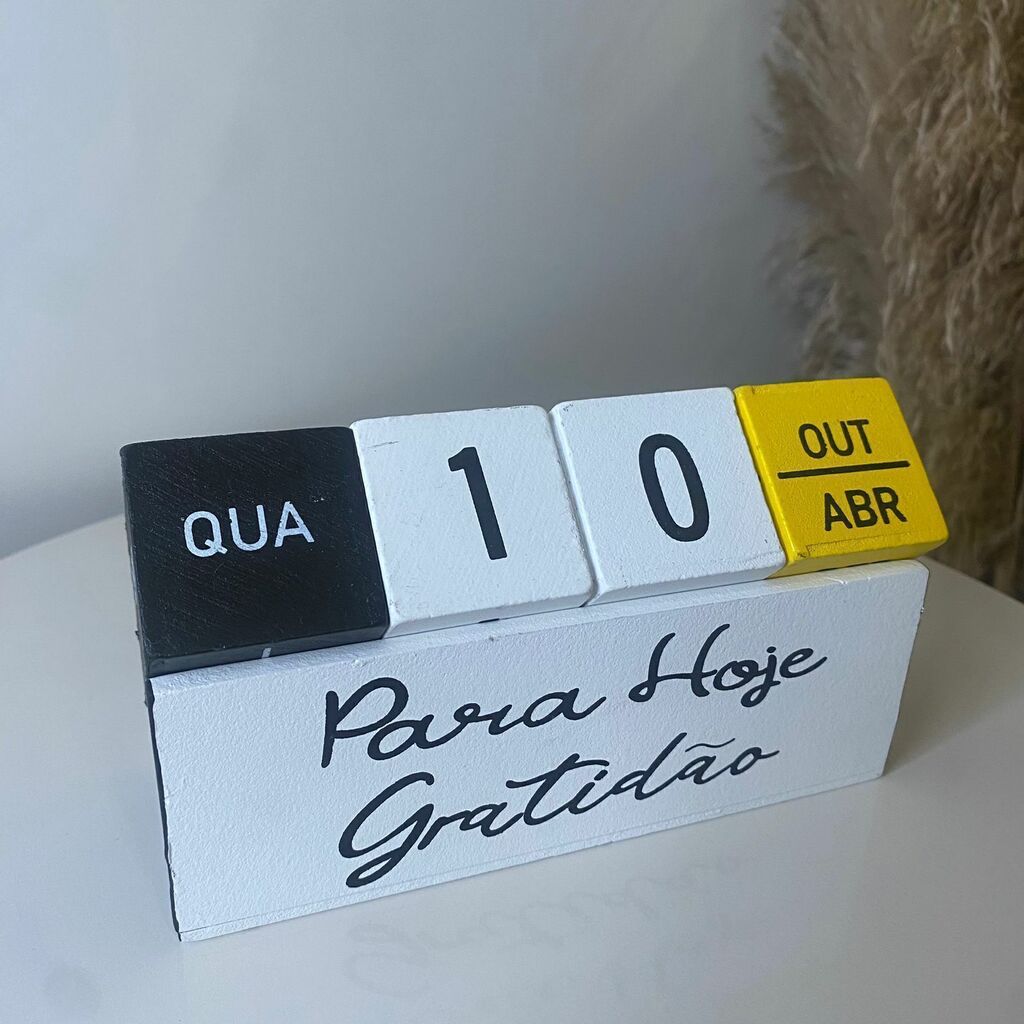 QUA 1 0 OUT
ABR
Para Hoje
Gratidão